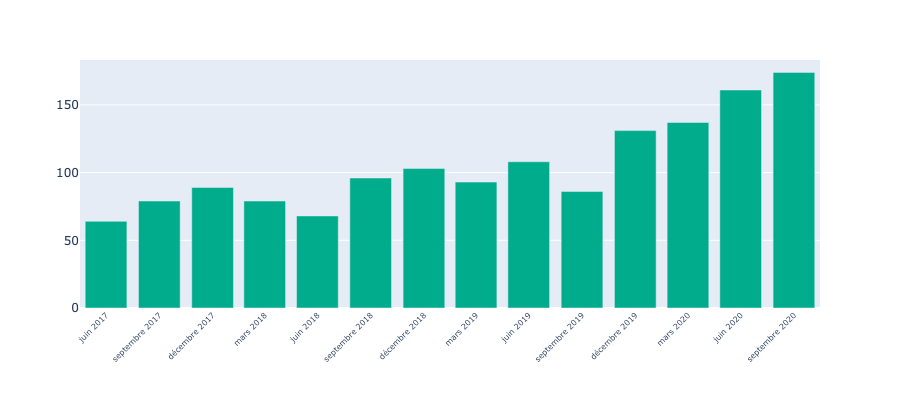 150
100
50
0
juin 2017
septembre 2017
décembre 2017
mars 2018
juin 2018
septembre 2018
décembre 2018
mars 2019
juin 2019
septembre 2019
décembre 2019
mars 2020
juin 2020
septembre 2020